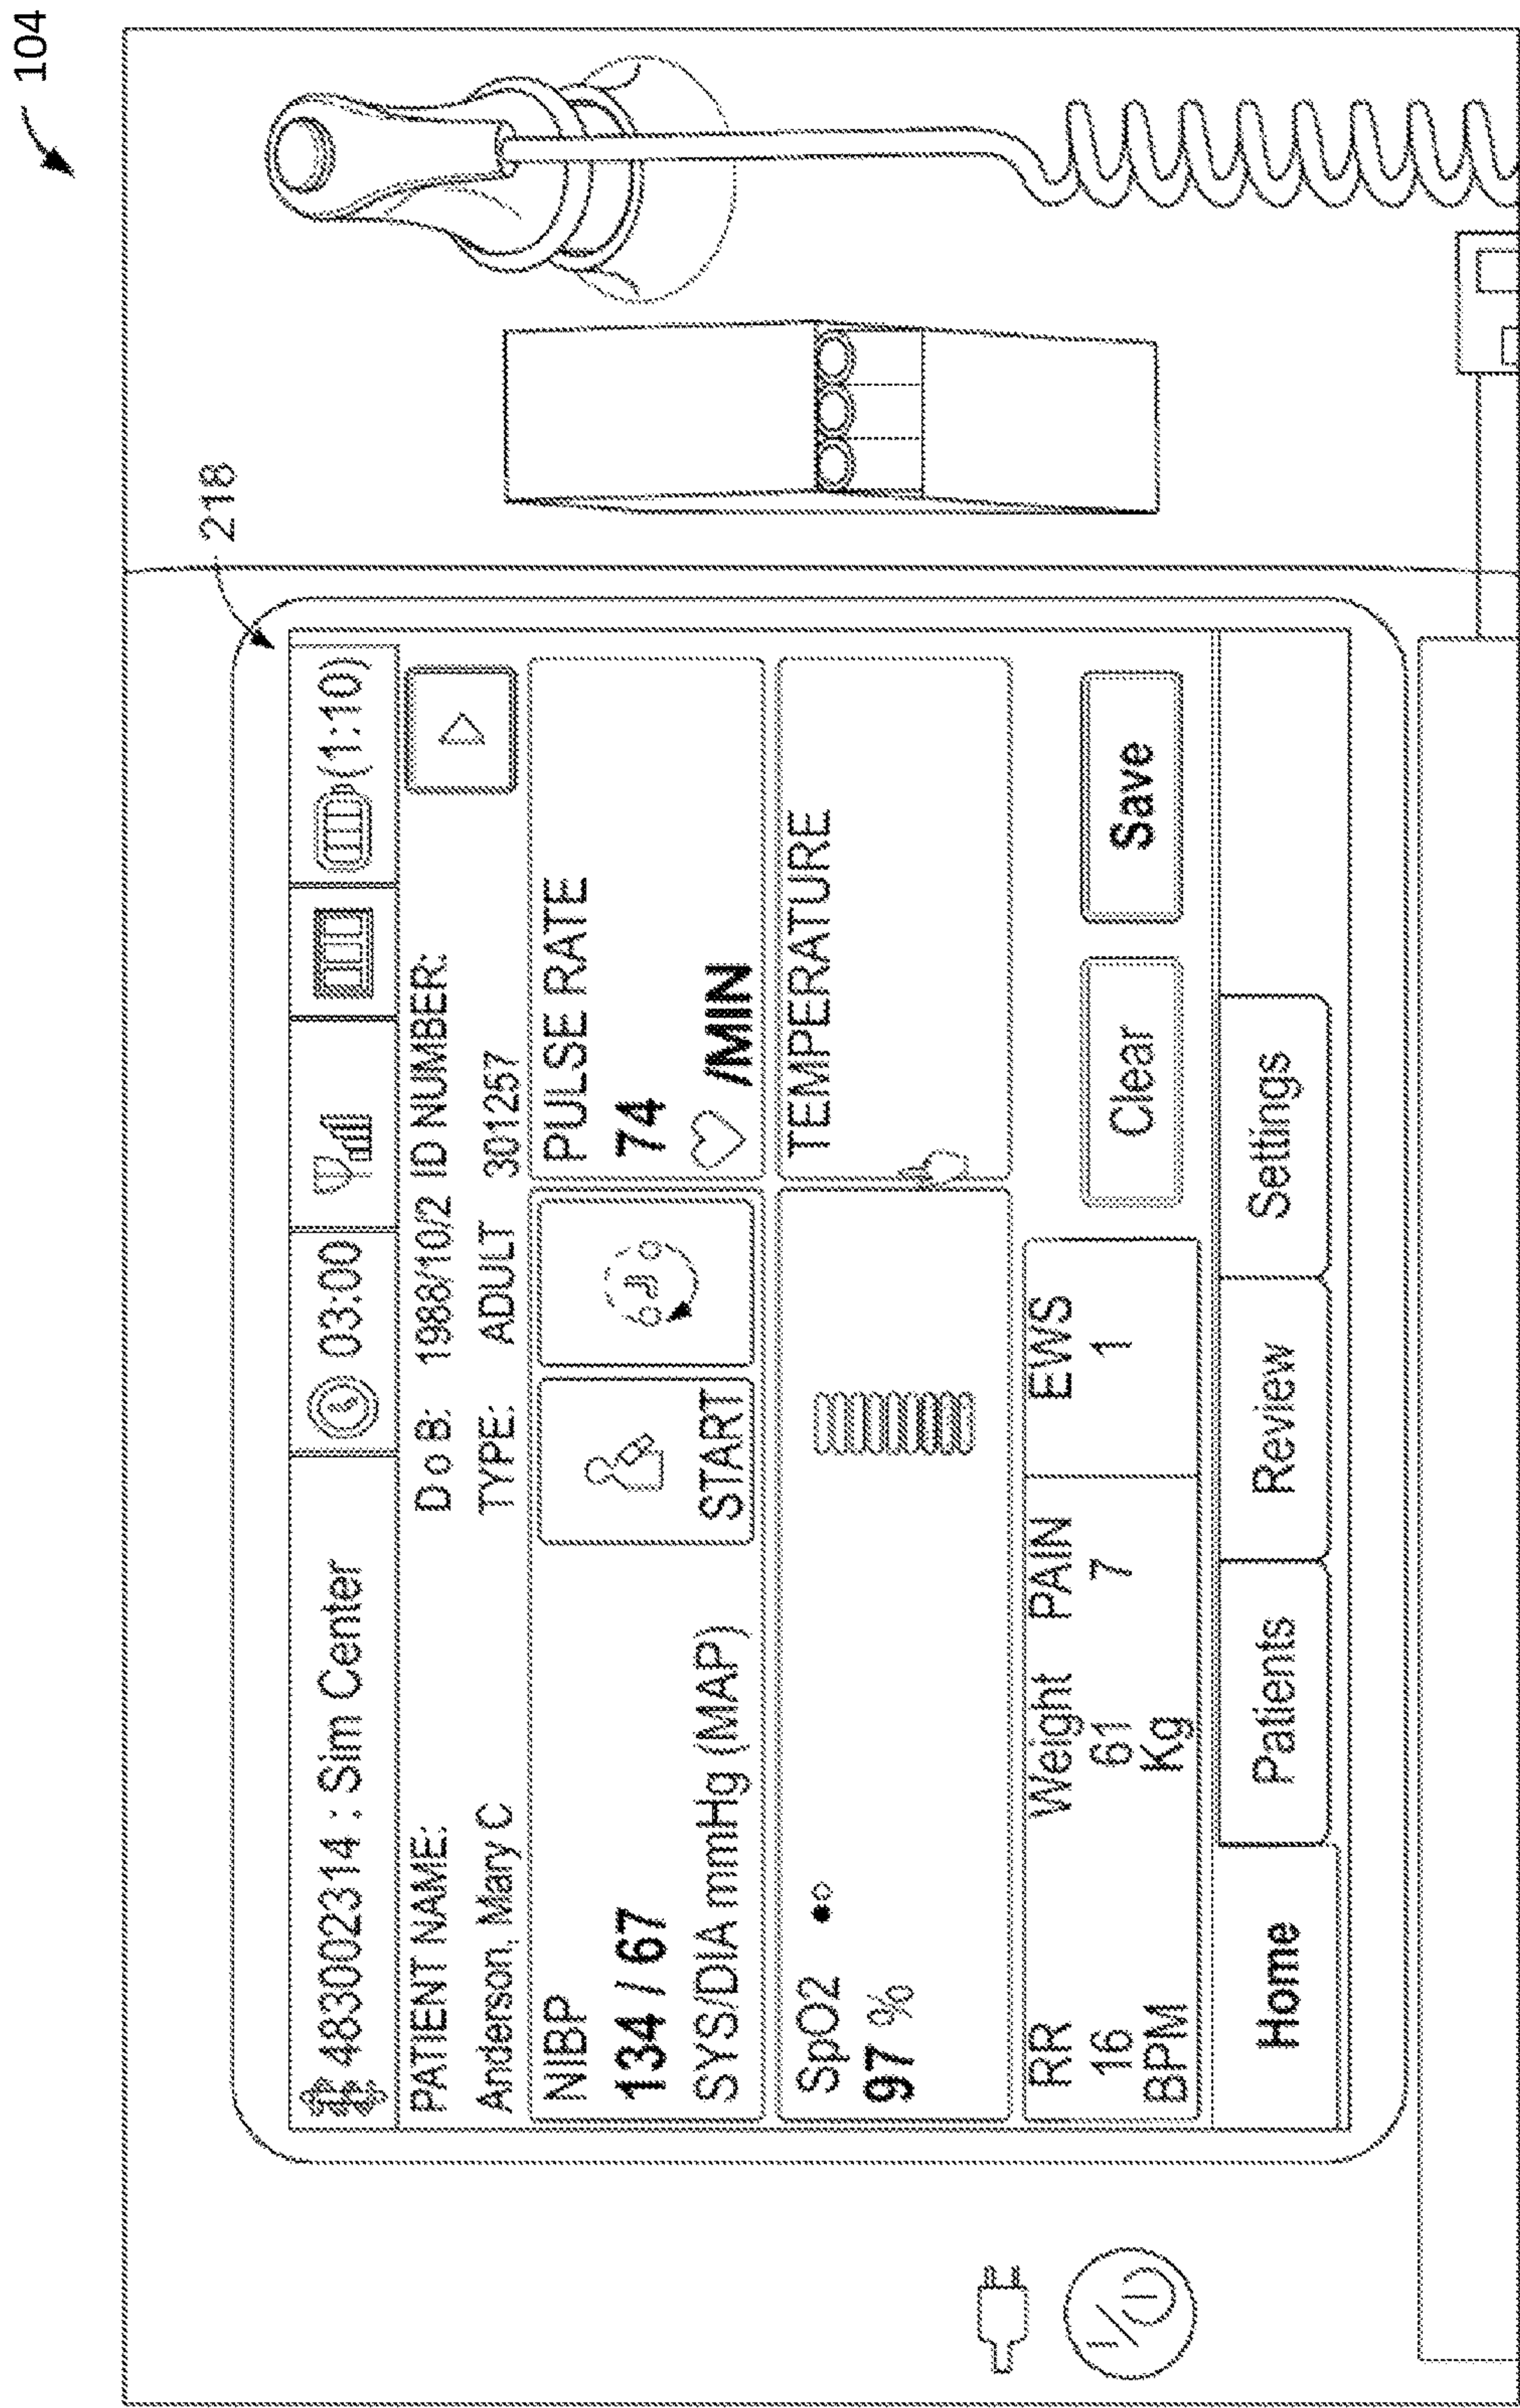 104
218
4830002314 : Sim Center
03:00
(1:10)
PATIENT NAME:
D o B: 1988/10/2 ID NUMBER:
Anderson, Mary C
TYPE: ADULT 301257
NIBP
134 / 67
SYS/DIA mmHg (MAP)
START
PULSE RATE
74
/MIN
SpO2
97 %
TEMPERATURE
RR Weight PAIN EWS
16 61 7 1
BPM Kg
Clear
Save
Home
Patients
Review
Settings